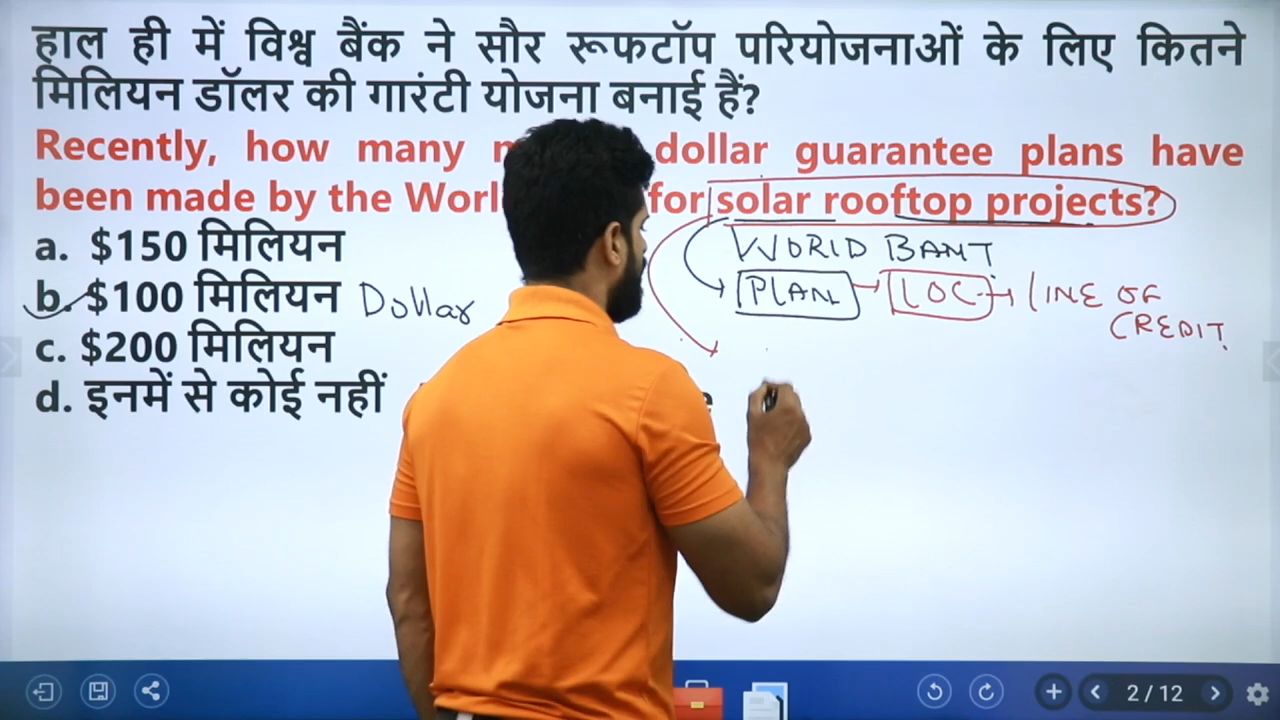 हाल ही में विश्व बैंक ने सौर रूफटॉप परियोजनाओं के लिए कितने
मिलियन डॉलर की गारंटी योजना बनाई हैं?
Recently, how many dollar guarantee plans have
been made by the for solar rooftop projects?
a. $150 मिलियन
WORLD BANT
b. $100 मिलियन Dollar
PLAN LOC LINE OF
CREDIT
c. $200 मिलियन
d. इनमें से कोई नहीं
2 / 12